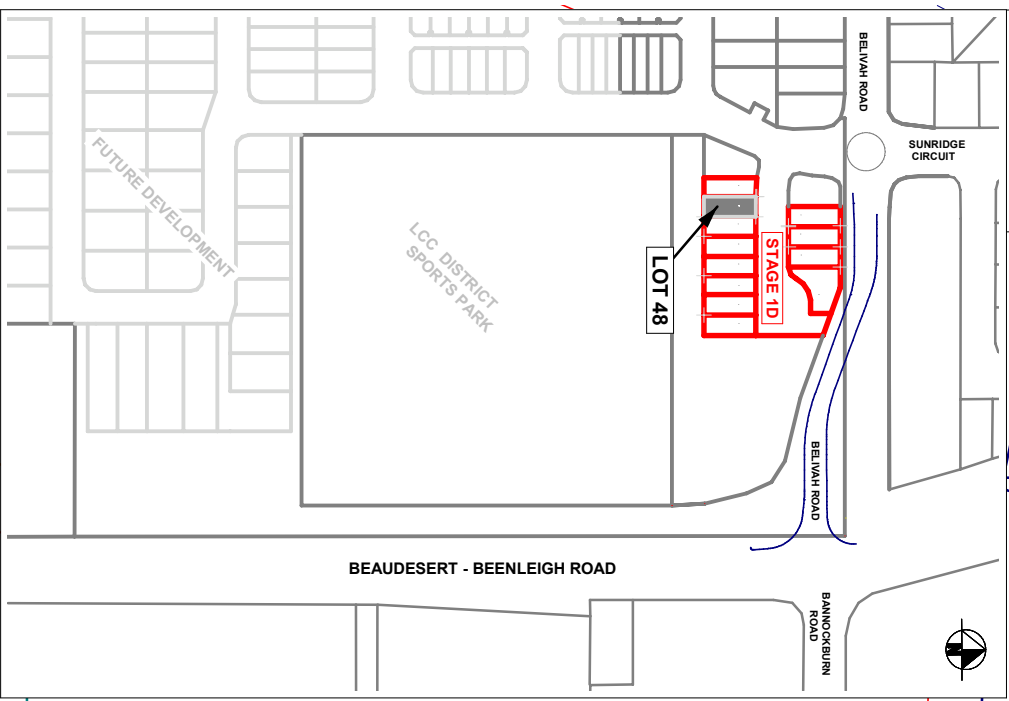 BELIVAH ROAD
SUNRIDGE
CIRCUIT
FUTURE DEVELOPMENT
LCC DISTRICT
SPORTS PARK
LOT 48
STAGE 1D
BELIVAH ROAD
BEAUDESERT - BEENLEIGH ROAD
BANNOCKBURN
ROAD
N